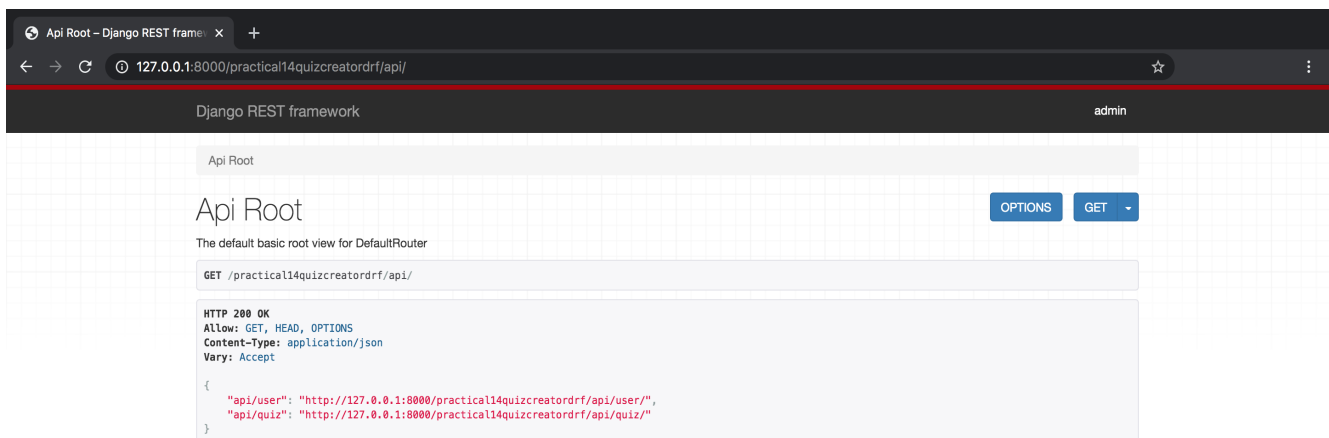 Api Root – Django REST framew
127.0.0.1:8000/practical14quizcreatordrf/api/
Django REST framework
admin
Api Root
Api Root
OPTIONS
GET
The default basic root view for DefaultRouter
GET /practical14quizcreatordrf/api/
HTTP 200 OK
Allow: GET, HEAD, OPTIONS
Content-Type: application/json
Vary: Accept
{
"api/user": "http://127.0.0.1:8000/practical14quizcreatordrf/api/user/",
"api/quiz": "http://127.0.0.1:8000/practical14quizcreatordrf/api/quiz/"
}